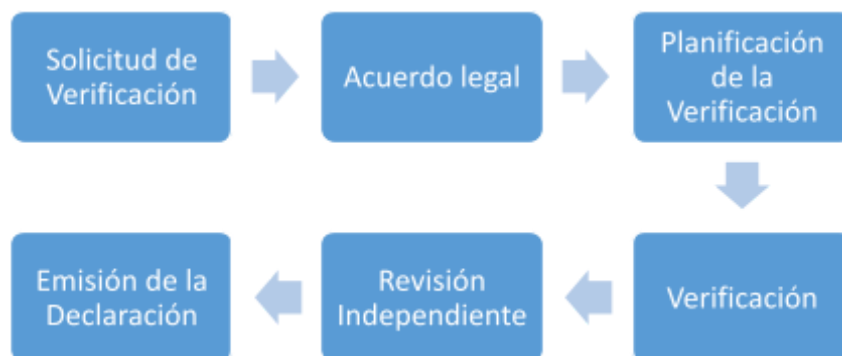 Solicitud de
Verificación
Acuerdo legal
Planificación
de la
Verificación
Verificación
Revisión
Independiente
Emisión de la
Declaración